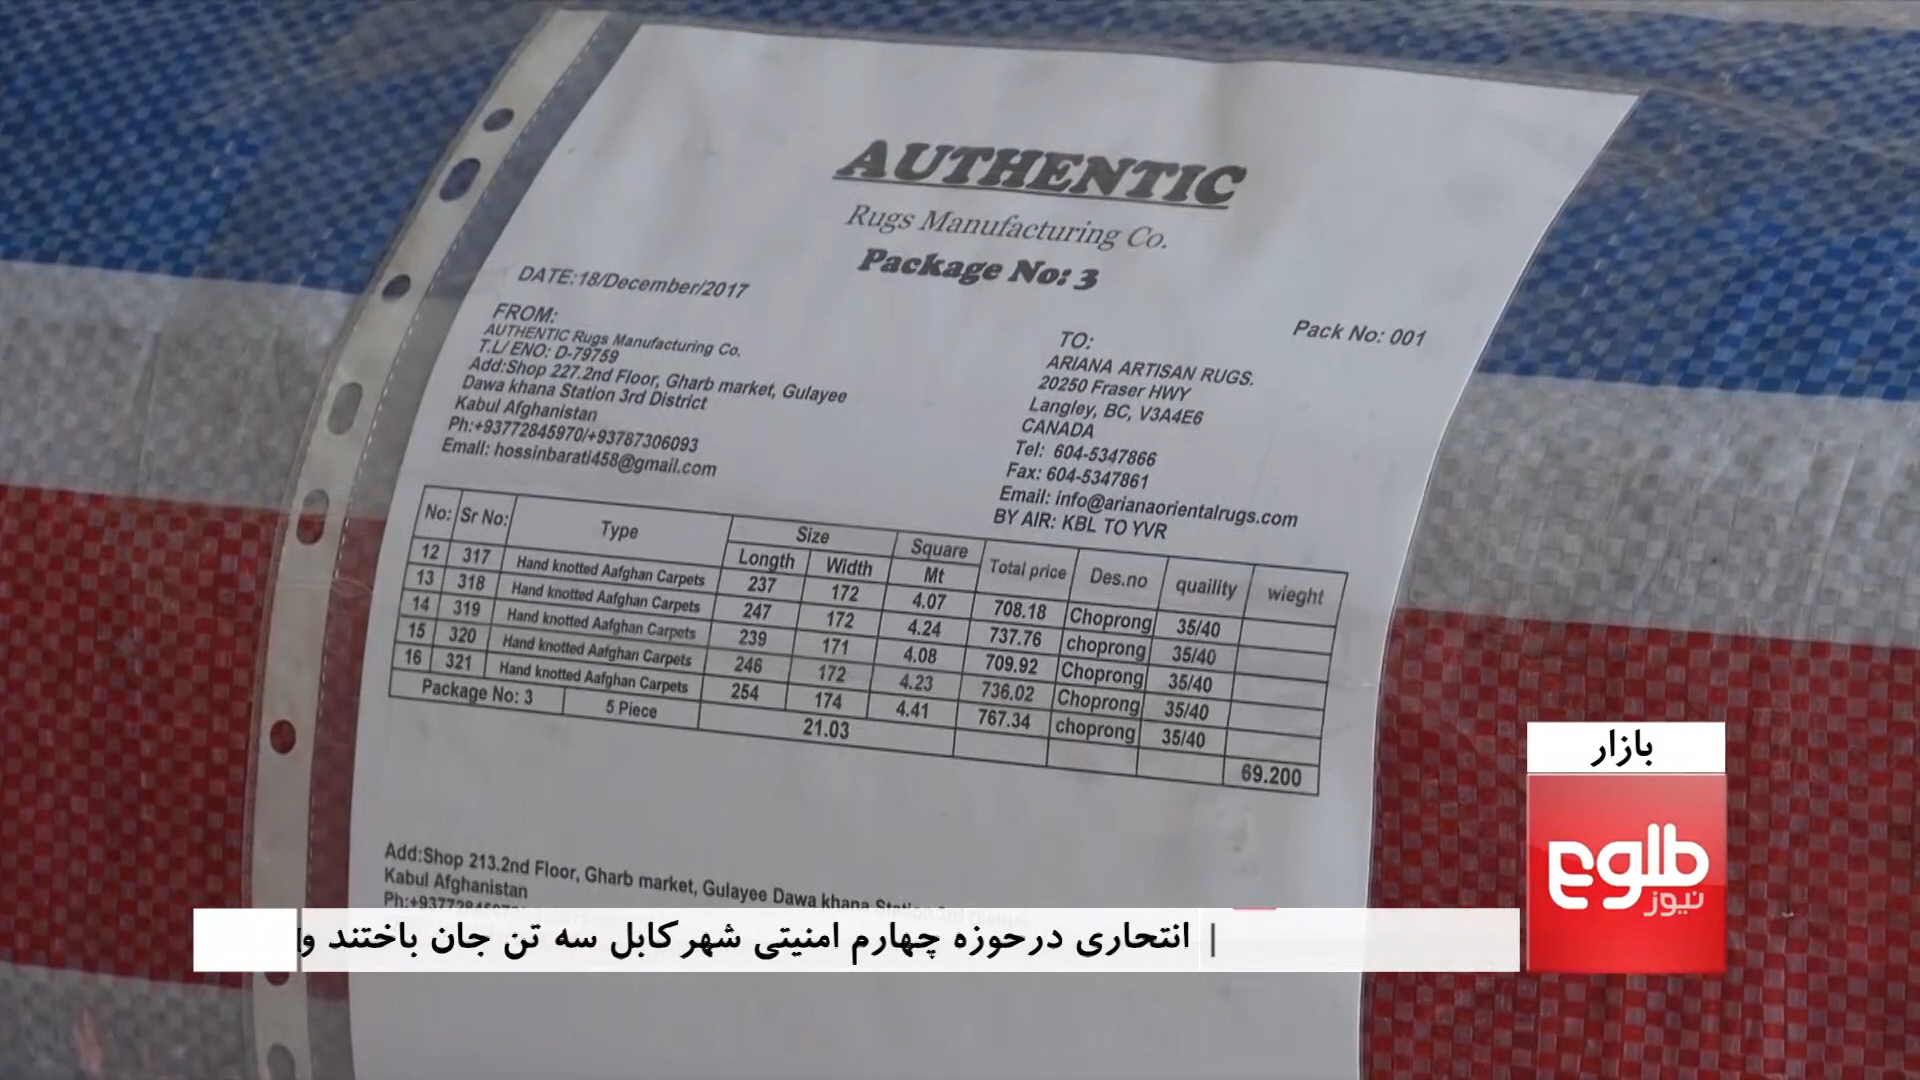 AUTHENTIC
Rugs Manufacturing Co.
Package No: 3
DATE:18/December/2017
Pack No: 001
FROM:
AUTHENTIC Rugs Manufacturing Co.
T.L/ ENO: D-79759
Add:Shop 227.2nd Floor, Gharb market, Gulayee
Dawa khana Station 3rd District
Kabul Afghanistan
Ph:+93772845970/+93787306093
Email: hossinbarati458@gmail.com
TO:
ARIANA ARTISAN RUGS.
20250 Fraser HWY
Langley, BC, V3A4E6
CANADA
Tel: 604-5347866
Fax: 604-5347861
Email: info@arianaorientalrugs.com
BY AIR: KBL TO YVR
No: Sr No: Type Size Square Total price Des.no quaility wieght
Length Width Mt
12 317 Hand knotted Aafghan Carpets 237 172 4.07 708.18 Choprong 35/40
13 318 Hand knotted Aafghan Carpets 247 172 4.24 737.76 choprong 35/40
14 319 Hand knotted Aafghan Carpets 239 171 4.08 709.92 Choprong 35/40
15 320 Hand knotted Aafghan Carpets 246 172 4.23 736.02 Choprong 35/40
16 321 Hand knotted Aafghan Carpets 254 174 4.41 767.34 choprong 35/40
Package No: 3 5 Piece 21.03 69.200
Add:Shop 213.2nd Floor, Gharb market, Gulayee Dawa khana Station
Kabul Afghanistan
بازار
طلوع
نیوز
| انتحاری درحوزه چهارم امنیتی شهرکابل سه تن جان باختند و